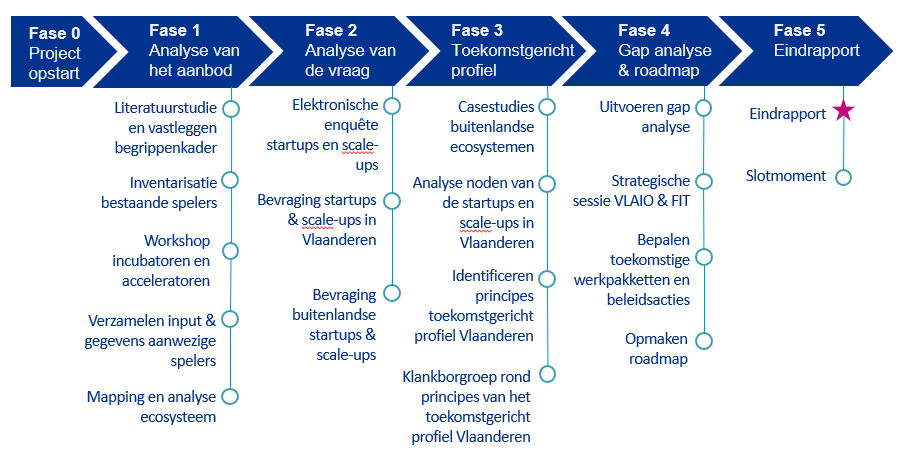 Fase 0
Project
opstart
Fase 1
Analyse van
het aanbod
Fase 2
Analyse van
de vraag
Fase 3
Toekomstgericht
profiel
Fase 4
Gap analyse
& roadmap
Fase 5
Eindrapport
Literatuurstudie
en vastleggen
begrippenkader
Inventarisatie
bestaande spelers
Workshop
incubatoren en
acceleratoren
Verzamelen input &
gegevens aanwezige
spelers
Mapping en analyse
ecosysteem
Elektronische
enquête
startups en scale-
ups
Bevraging startups
& scale-ups in
Vlaanderen
Bevraging
buitenlandse
startups &
scale-ups
Casestudies
buitenlandse
ecosystemen
Analyse noden van
de startups en
scale-ups in
Vlaanderen
Identificeren
principes
toekomstgericht
profiel Vlaanderen
Klankborgroep rond
principes van het
toekomstgericht
profiel Vlaanderen
Uitvoeren gap
analyse
Strategische
sessie VLAIO & FIT
Bepalen
toekomstige
werkpakketten en
beleidsacties
Opmaken
roadmap
Eindrapport
Slotmoment